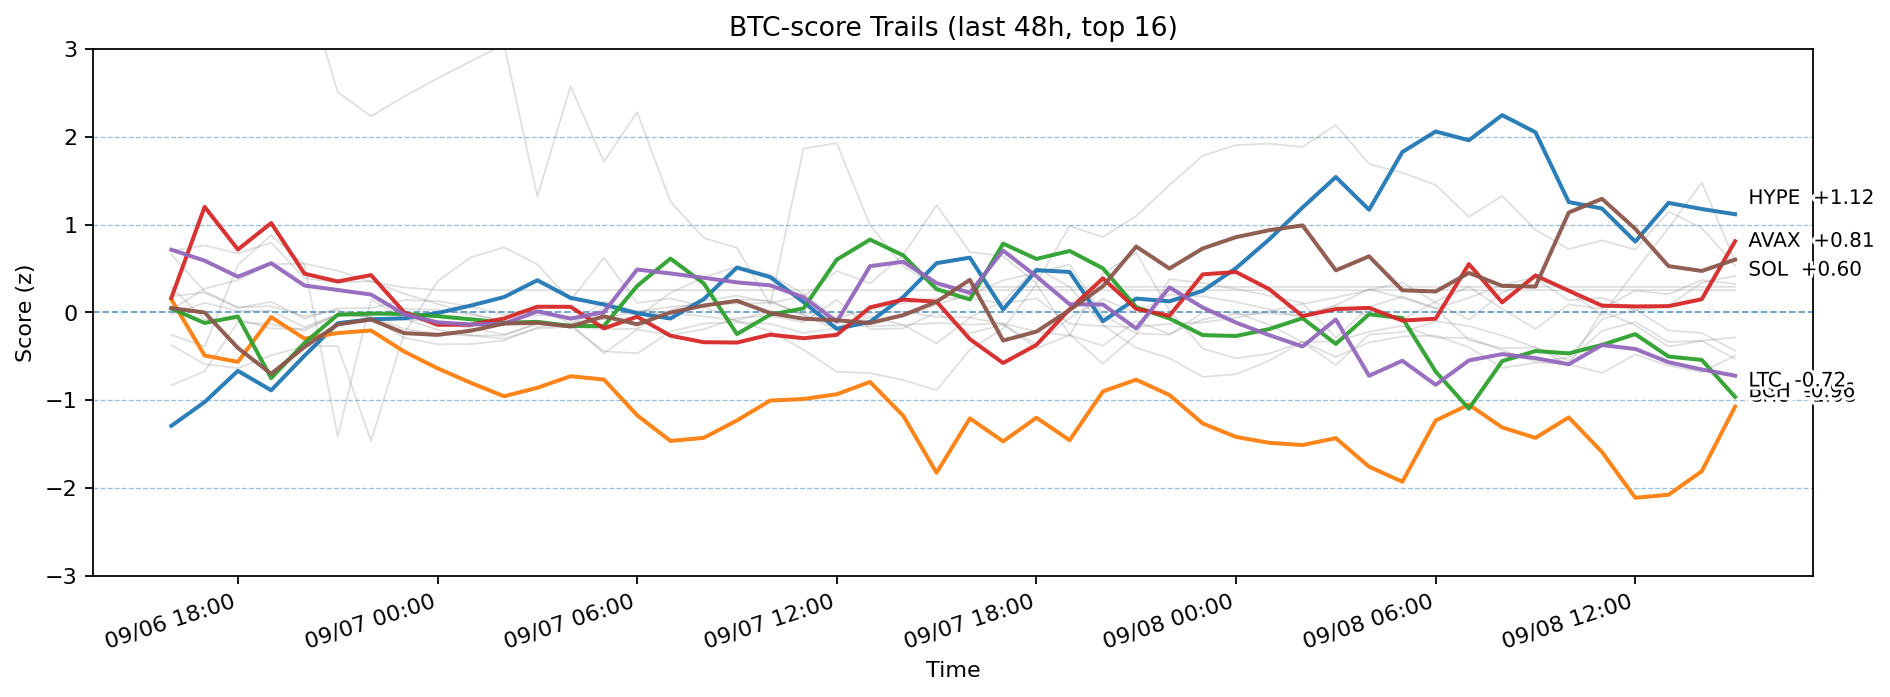 BTC-score Trails (last 48h, top 16)
Score (z)
3
2
1
0
−1
−2
−3
HYPE +1.12
AVAX +0.81
SOL +0.60
LTC -0.72
BCH -0.96
09/06 18:00
09/07 00:00
09/07 06:00
09/07 12:00
09/07 18:00
09/08 00:00
09/08 06:00
09/08 12:00
Time